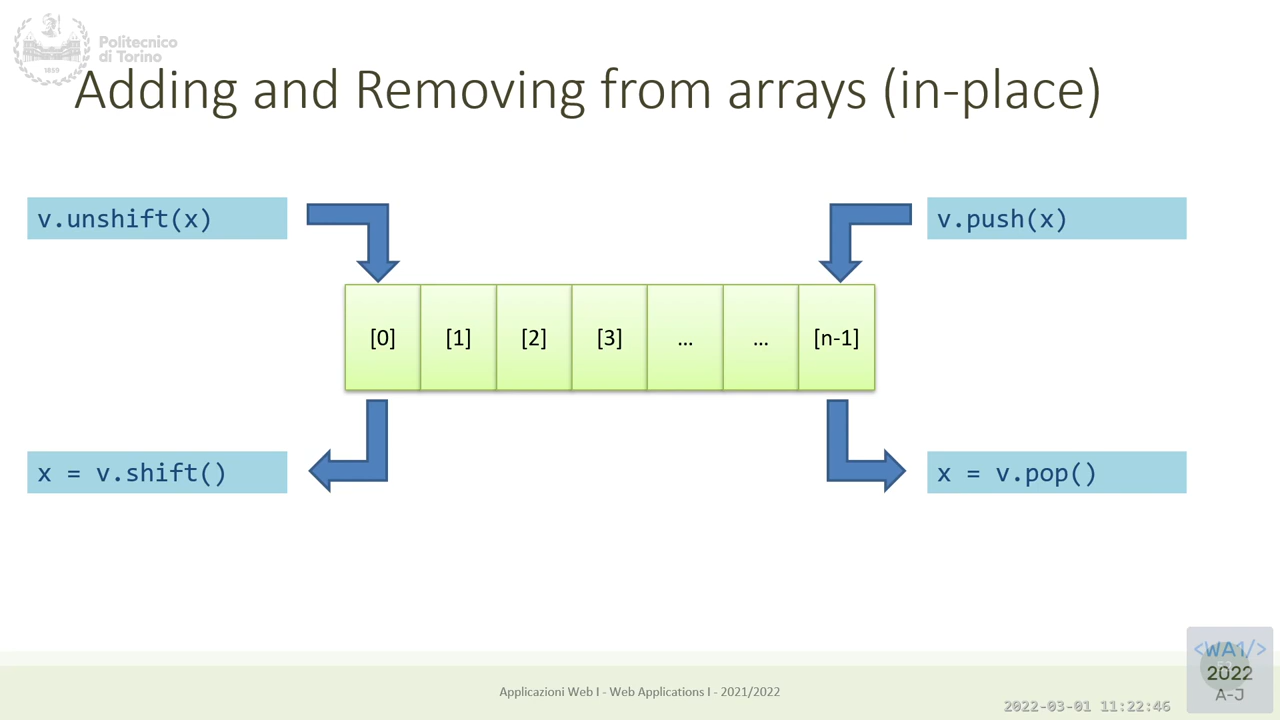 Politecnico
di Torino
1859
Adding and Removing from arrays (in-place)
v.unshift(x)
v.push(x)
[0] [1] [2] [3] ... ... [n-1]
x = v.shift()
x = v.pop()
Applicazioni Web I - Web Applications I - 2021/2022
2022-03-01 11:22:46
<WA1/>
2022
A-J